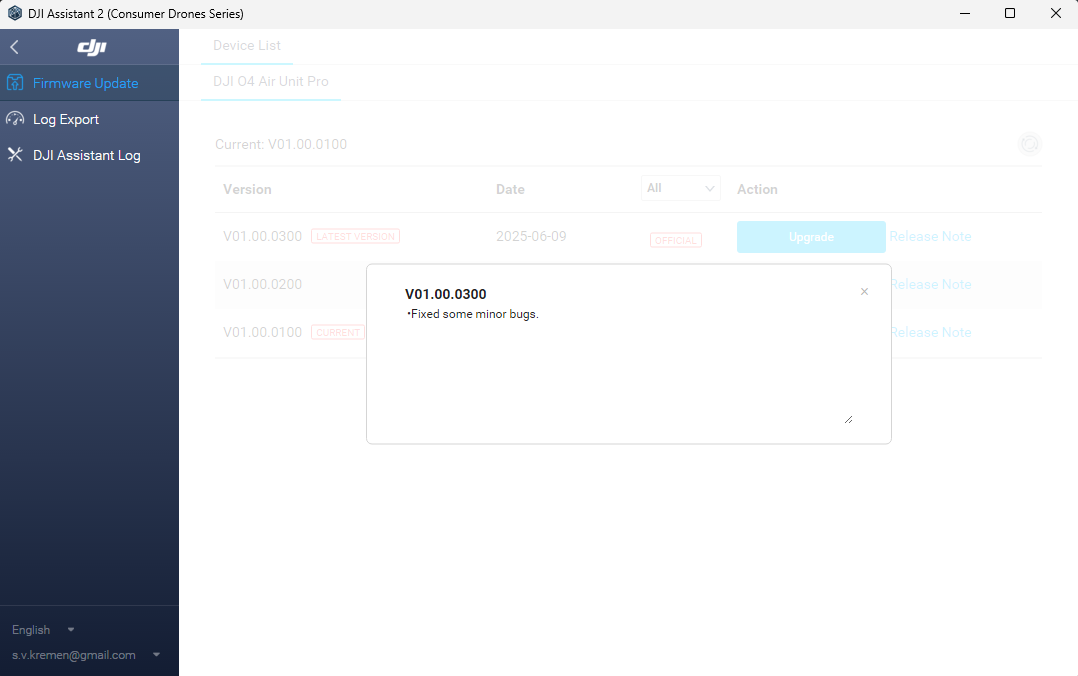 DJI Assistant 2 (Consumer Drones Series)
dji
Device List
Firmware Update
DJI O4 Air Unit Pro
Log Export
DJI Assistant Log
Current: V01.00.0100
Version Date All Action
V01.00.0300 LATEST VERSION 2025-06-09 OFFICIAL Upgrade Release Note
V01.00.0200 Release Note
V01.00.0100 CURRENT Release Note
V01.00.0300
•Fixed some minor bugs.
English
s.v.kremen@gmail.com